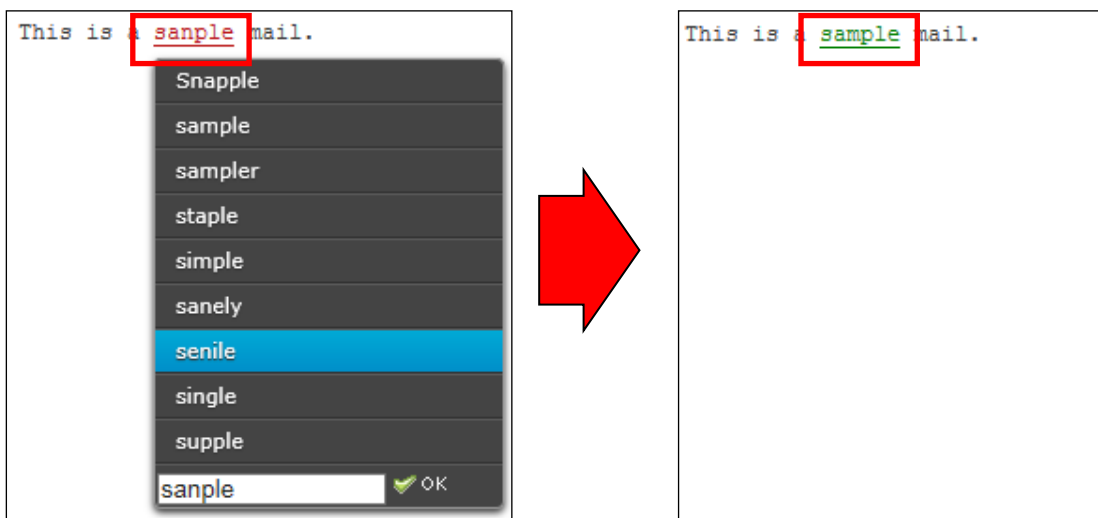 This is a sanple mail.
Snapple
sample
sampler
staple
simple
sanely
senile
single
supple
sanple OK
This is a sample mail.